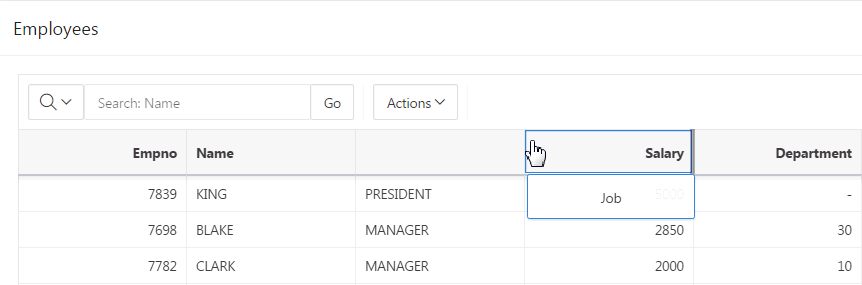 Employees
Search: Name Go Actions
Empno Name Salary Department
7839 KING PRESIDENT 5000 -
Job
7698 BLAKE MANAGER 2850 30
7782 CLARK MANAGER 2000 10